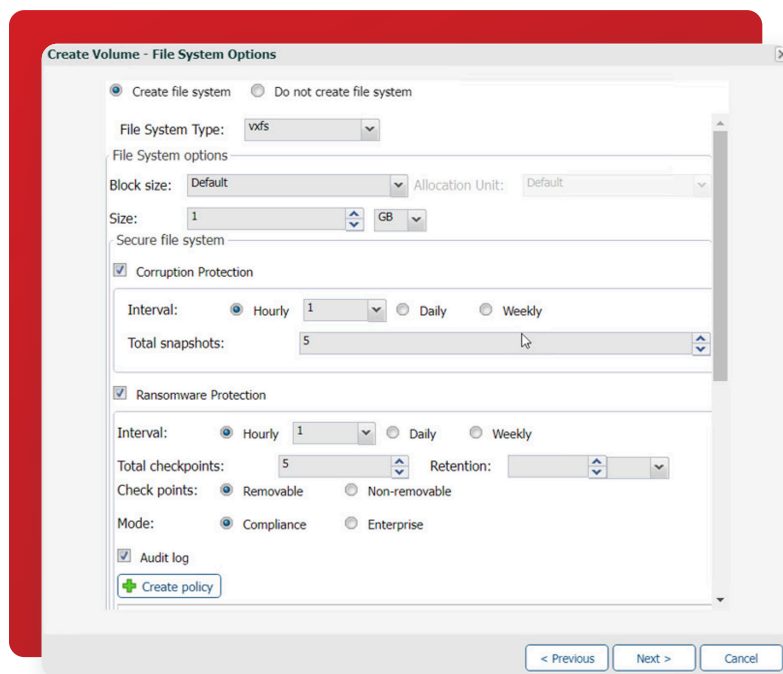 Create Volume - File System Options
Create file system Do not create file system
File System Type: vxfs
File System options
Block size: Default Allocation Unit: Default
Size: 1 GB
Secure file system
Corruption Protection
Interval: Hourly 1 Daily Weekly
Total snapshots: 5
Ransomware Protection
Interval: Hourly 1 Daily Weekly
Total checkpoints: 5 Retention:
Check points: Removable Non-removable
Mode: Compliance Enterprise
Audit log
Create policy
< Previous Next > Cancel